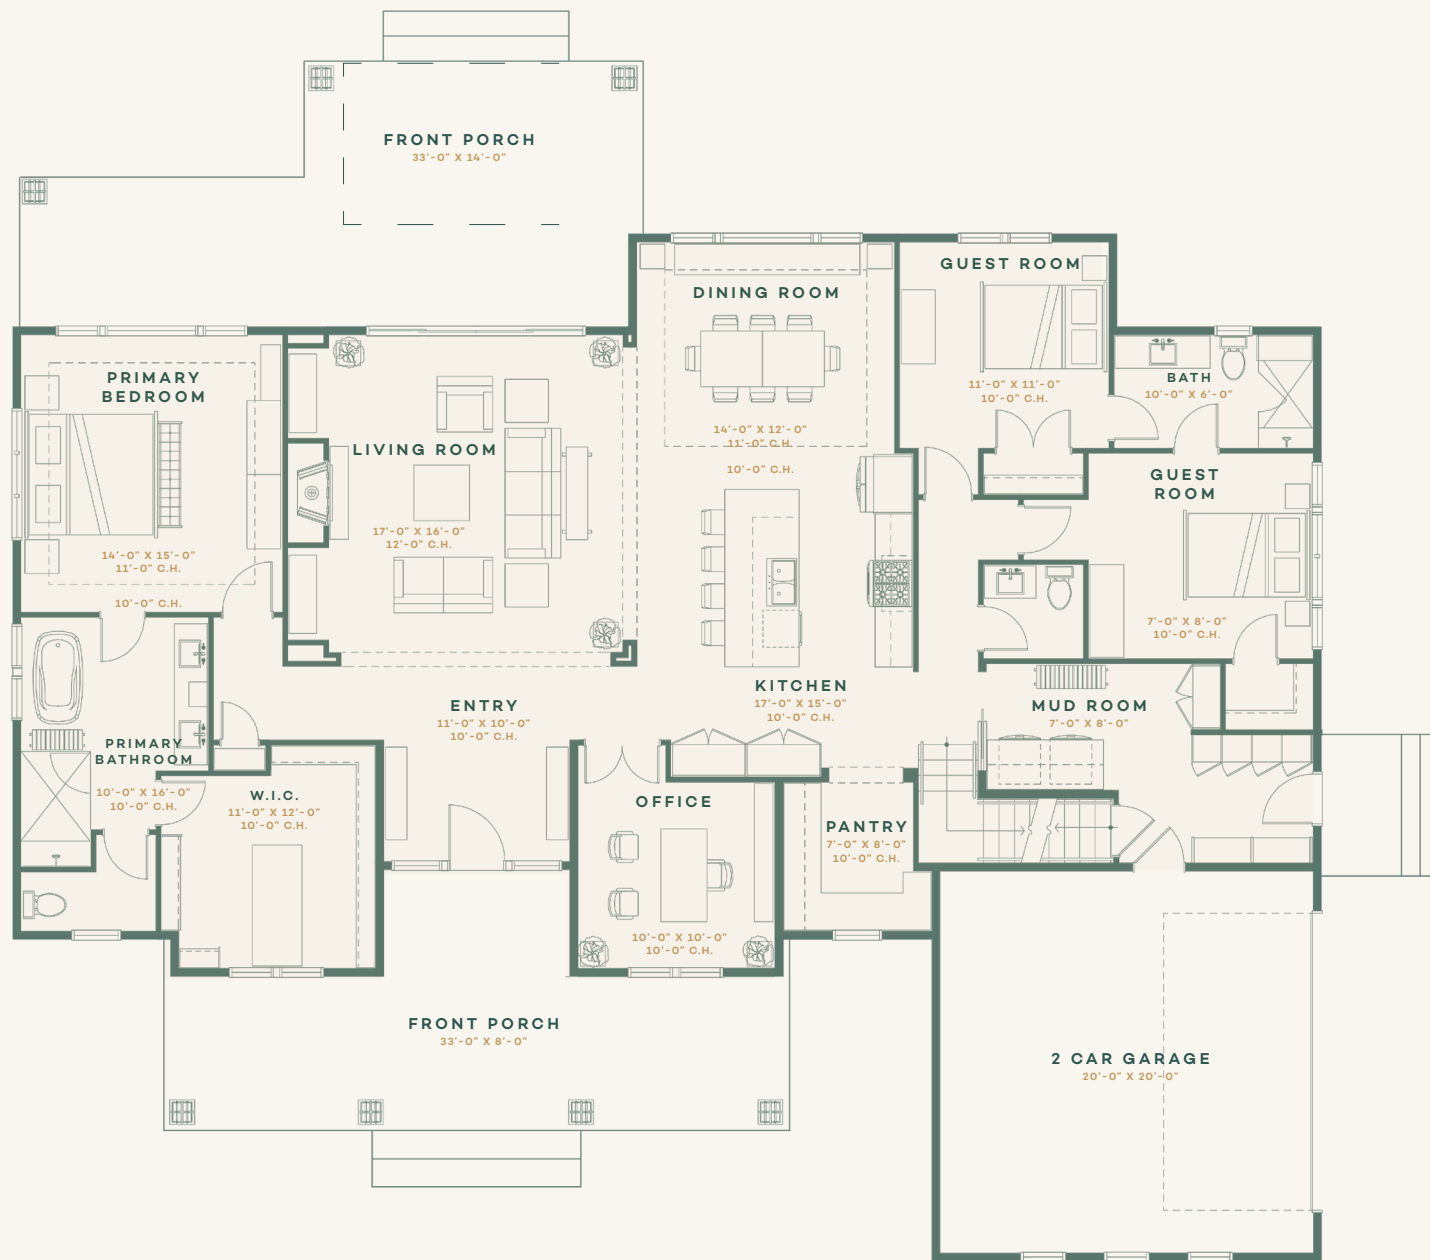 FRONT PORCH
33'-0" X 14'-0"
GUEST ROOM
11'-0" X 11'-0"
10'-0" C.H.
DINING ROOM
14'-0" X 12'-0"
11'-0" C.H.
10'-0" C.H.
BATH
10'-0" X 6'-0"
PRIMARY
BEDROOM
14'-0" X 15'-0"
11'-0" C.H.
10'-0" C.H.
LIVING ROOM
17'-0" X 16'-0"
12'-0" C.H.
GUEST
ROOM
7'-0" X 8'-0"
10'-0" C.H.
KITCHEN
17'-0" X 15'-0"
10'-0" C.H.
ENTRY
11'-0" X 10'-0"
10'-0" C.H.
MUD ROOM
7'-0" X 8'-0"
PRIMARY
BATHROOM
10'-0" X 16'-0"
10'-0" C.H.
W.I.C.
11'-0" X 12'-0"
10'-0" C.H.
OFFICE
10'-0" X 10'-0"
10'-0" C.H.
PANTRY
7'-0" X 8'-0"
10'-0" C.H.
FRONT PORCH
33'-0" X 8'-0"
2 CAR GARAGE
20'-0" X 20'-0"